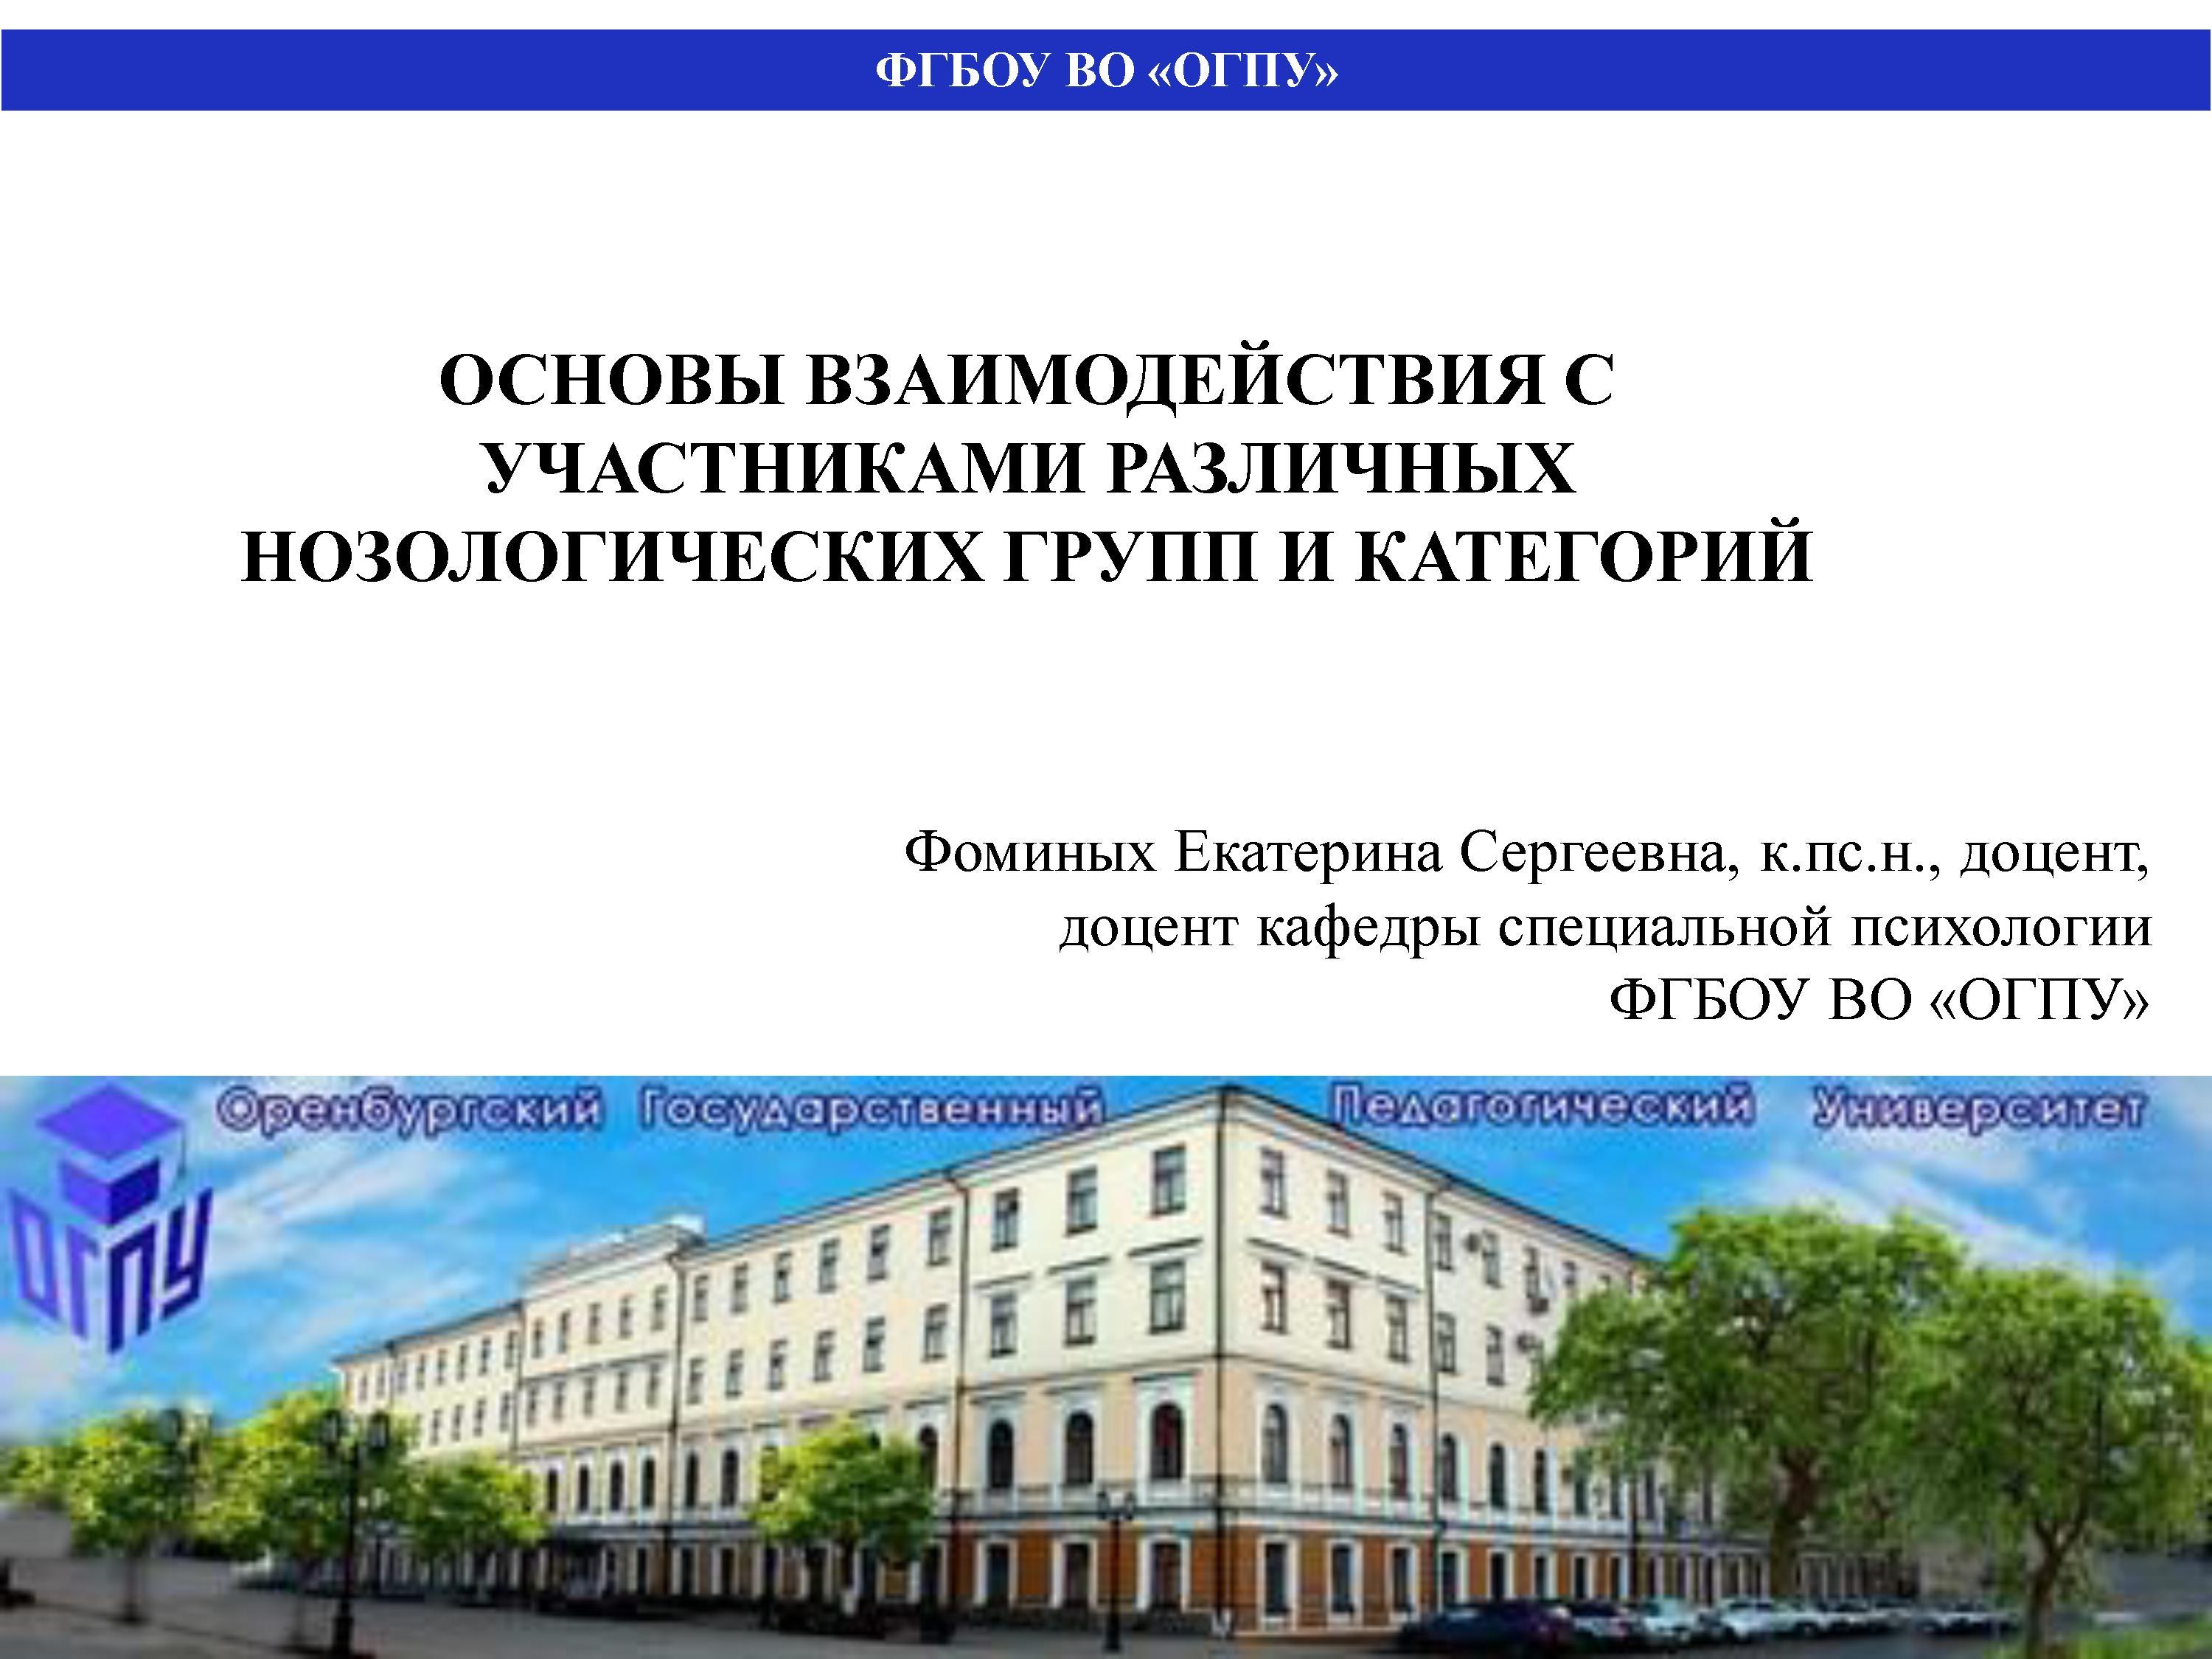 ФГБОУ ВО «ОГПУ»
ОСНОВЫ ВЗАИМОДЕЙСТВИЯ С
УЧАСТНИКАМИ РАЗЛИЧНЫХ
НОЗОЛОГИЧЕСКИХ ГРУПП И КАТЕГОРИЙ
Фоминых Екатерина Сергеевна, к.пс.н., доцент,
доцент кафедры специальной психологии
ФГБОУ ВО «ОГПУ»
Оренбургский Государственный Педагогический Университет
ОГПУ